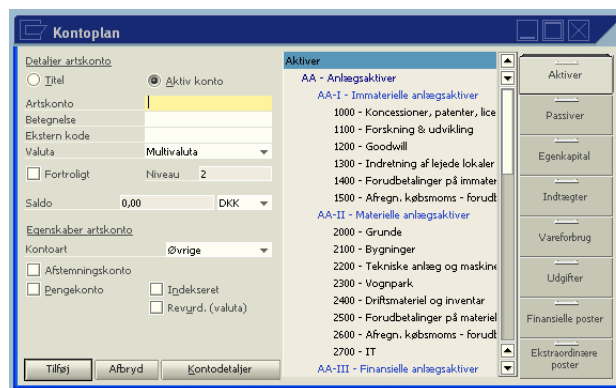 Kontoplan
Detaljer artskonto
Titel
Aktiv konto
Artskonto
Betegnelse
Ekstern kode
Valuta
Multivaluta
Fortroligt
Niveau
2
Saldo
0,00
DKK
Egenskaber artskonto
Kontoart
Øvrige
Afstemningskonto
Pengekonto
Indekseret
Revurd. (valuta)
Tilføj
Afbryd
Kontodetaljer
Aktiver
AA - Anlægsaktiver
AA-I - Immaterielle anlægsaktiver
1000 - Koncessioner, patenter, lice
1100 - Forskning & udvikling
1200 - Goodwill
1300 - Indretning af lejede lokaler
1400 - Forudbetalinger på immater
1500 - Afregn. købsmoms - forudb
AA-II - Materielle anlægsaktiver
2000 - Grunde
2100 - Bygninger
2200 - Tekniske anlæg og maskine
2300 - Vognpark
2400 - Driftsmateriel og inventar
2500 - Forudbetalinger på materiel
2600 - Afregn. købsmoms - forudb
2700 - IT
AA-III - Finansielle anlægsaktiver
Aktiver
Passiver
Egenkapital
Indtægter
Vareforbrug
Udgifter
Finansielle poster
Ekstraordinære
poster